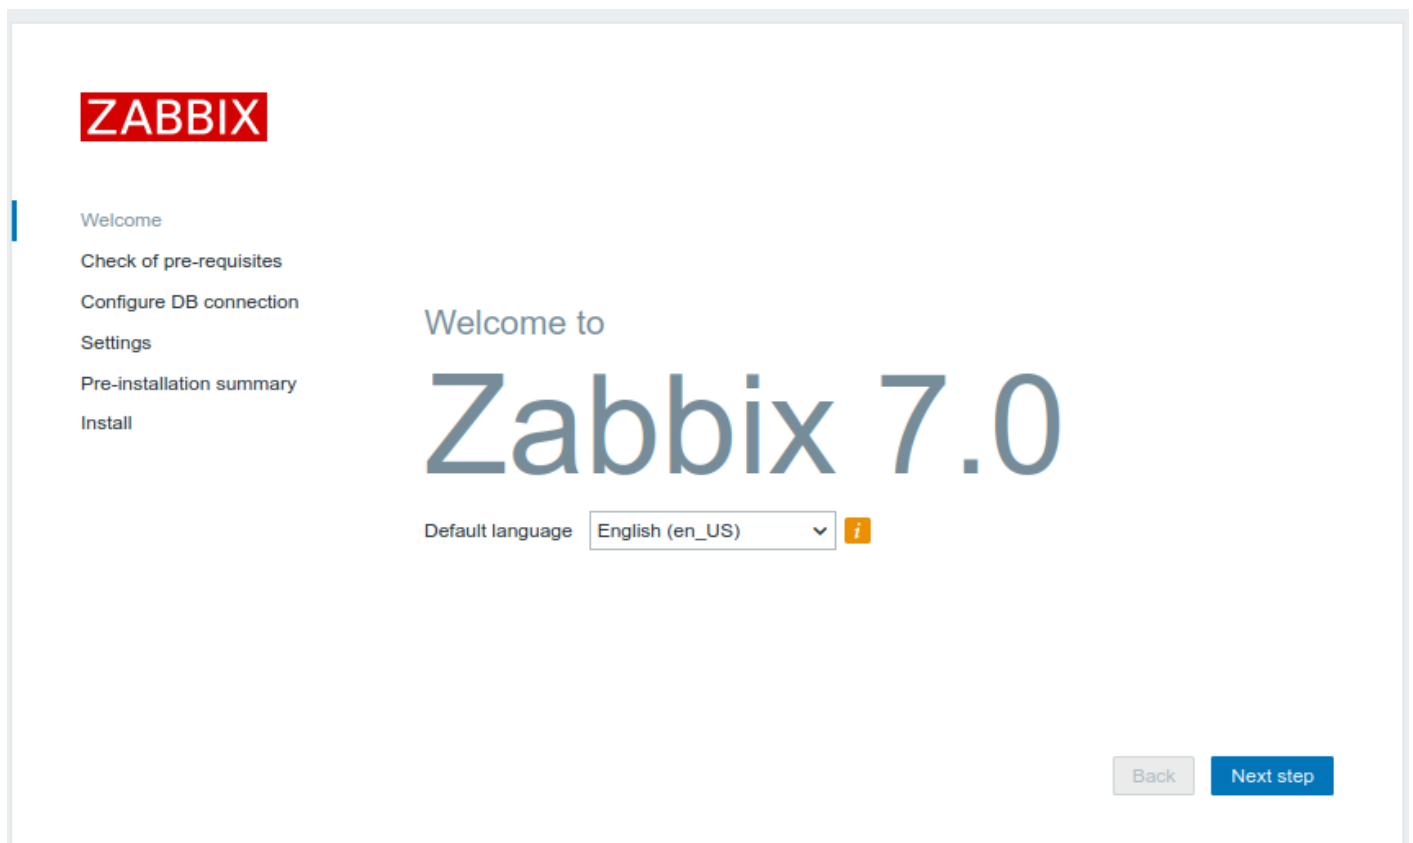 ZABBIX
Welcome
Check of pre-requisites
Configure DB connection
Settings
Pre-installation summary
Install
Welcome to
Zabbix 7.0
Default language English (en_US) i
Back Next step